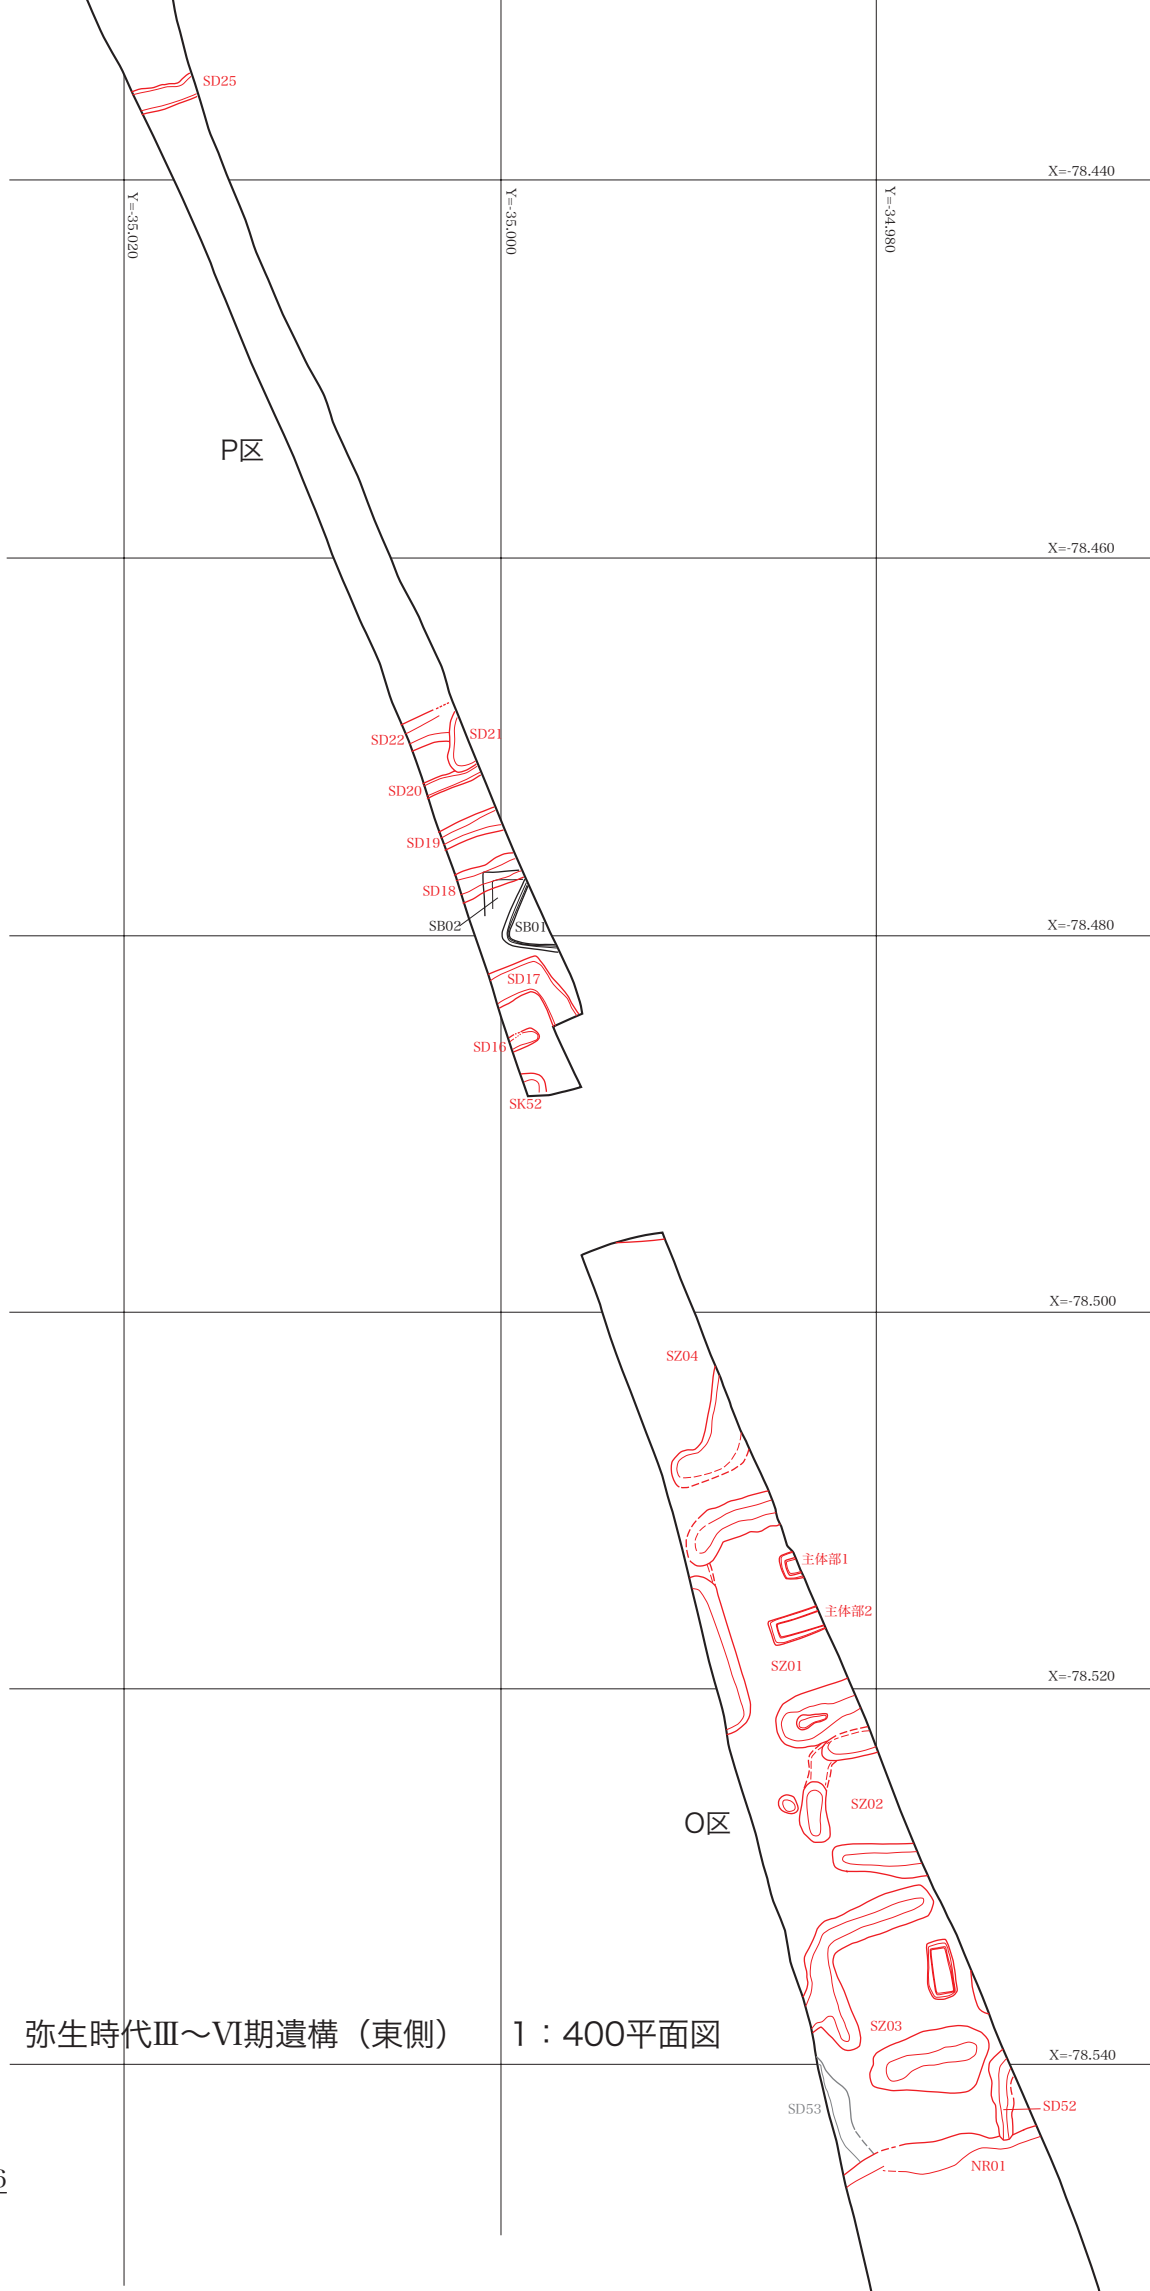 SD25
X=-78.440
Y=-35.020
Y=-35.000
Y=-34.980
P区
X=-78.460
SD21
SD22
SD20
SD19
SD18
SB02
SB01
X=-78.480
SD17
SD16
SK52
X=-78.500
SZ04
主体部1
主体部2
SZ01
X=-78.520
SZ02
O区
弥生時代Ⅲ～Ⅵ期遺構（東側）　1：400平面図
SZ03
X=-78.540
SD53
SD52
NR01
6